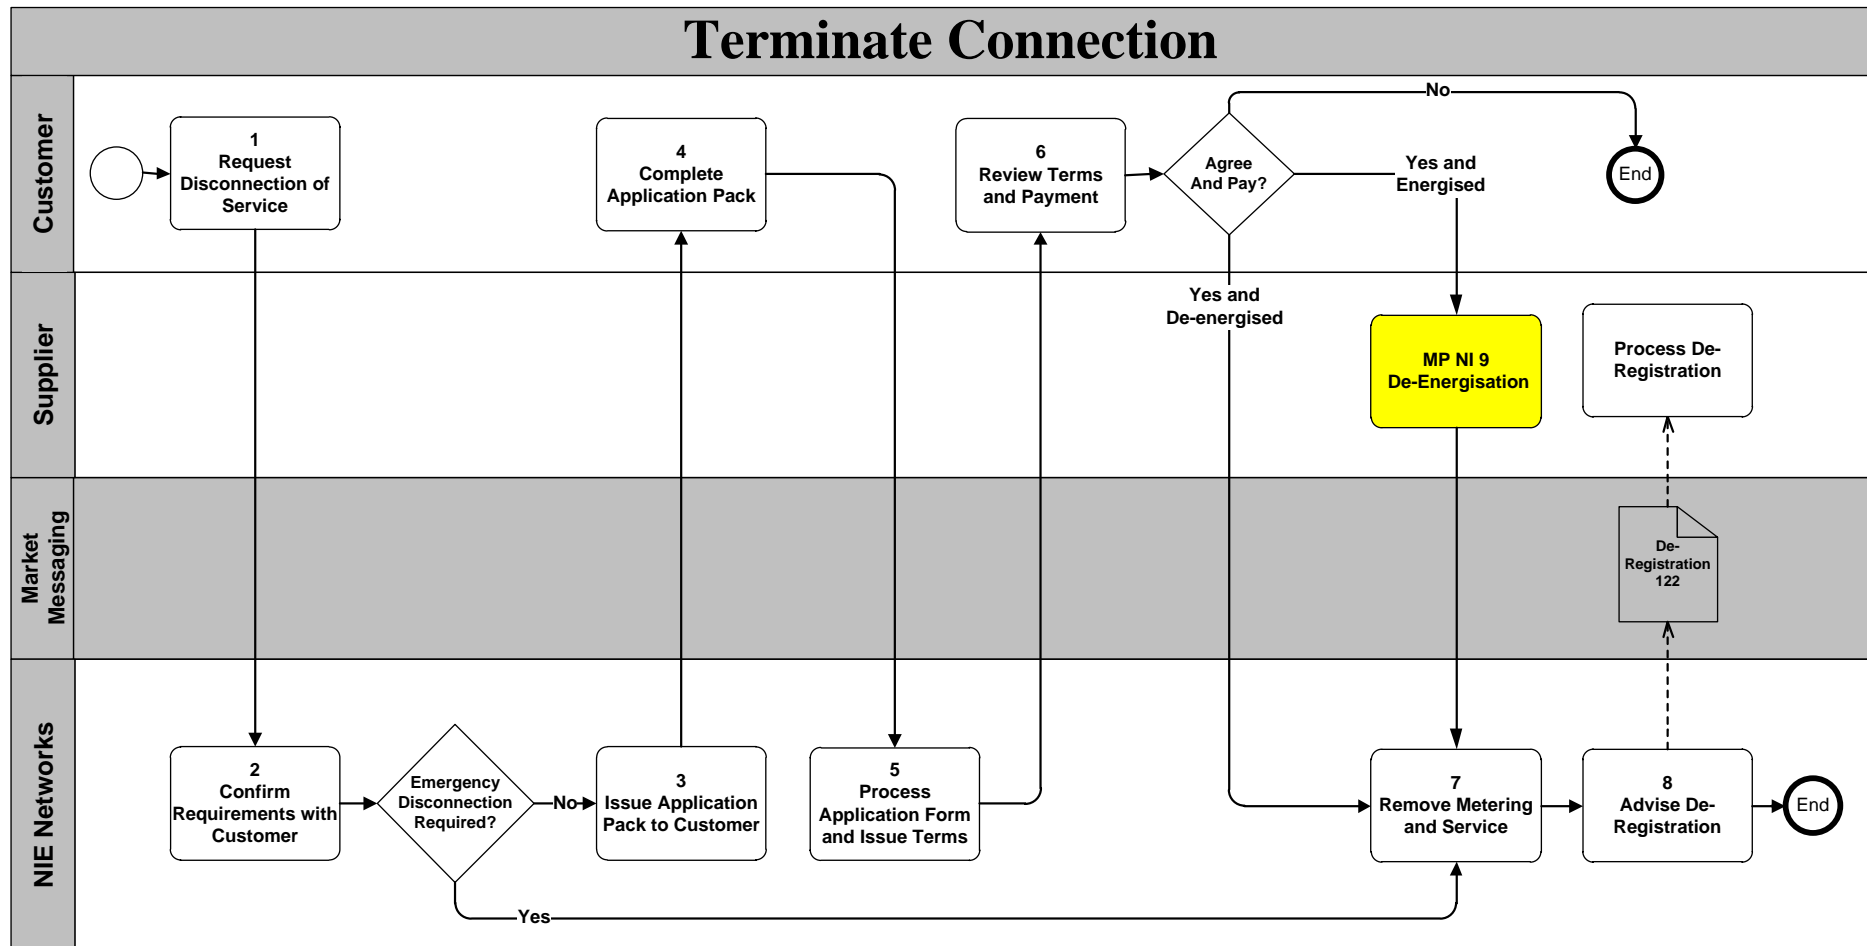 Terminate Connection
Customer
1
Request
Disconnection of
Service
4
Complete
Application Pack
6
Review Terms
and Payment
Agree
And Pay?
No
Yes and
Energised
End
Supplier
Yes and
De-energised
MP NI 9
De-Energisation
Process De-
Registration
Market
Messaging
De-
Registration
122
NIE Networks
2
Confirm
Requirements with
Customer
Emergency
Disconnection
Required?
No
3
Issue Application
Pack to Customer
5
Process
Application Form
and Issue Terms
7
Remove Metering
and Service
8
Advise De-
Registration
End
Yes